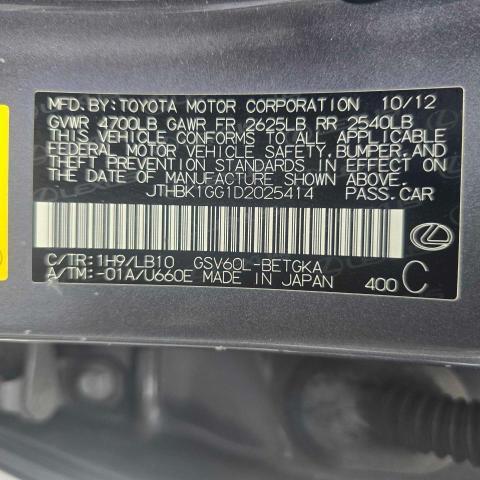 MFD. BY: TOYOTA MOTOR CORPORATION 10/12
GVWR 4700LB GAWR FR 2625LB RR 2540LB
THIS VEHICLE CONFORMS TO ALL APPLICABLE
FEDERAL MOTOR VEHICLE SAFETY, BUMPER, AND
THEFT PREVENTION STANDARDS IN EFFECT ON
THE DATE OF MANUFACTURE SHOWN ABOVE.
JTHBK1GG1D2025414 PASS. CAR
C/TR: 1H9/LB10 GSV60L-BETGKA
A/TM: -01A/U660E MADE IN JAPAN 400 C